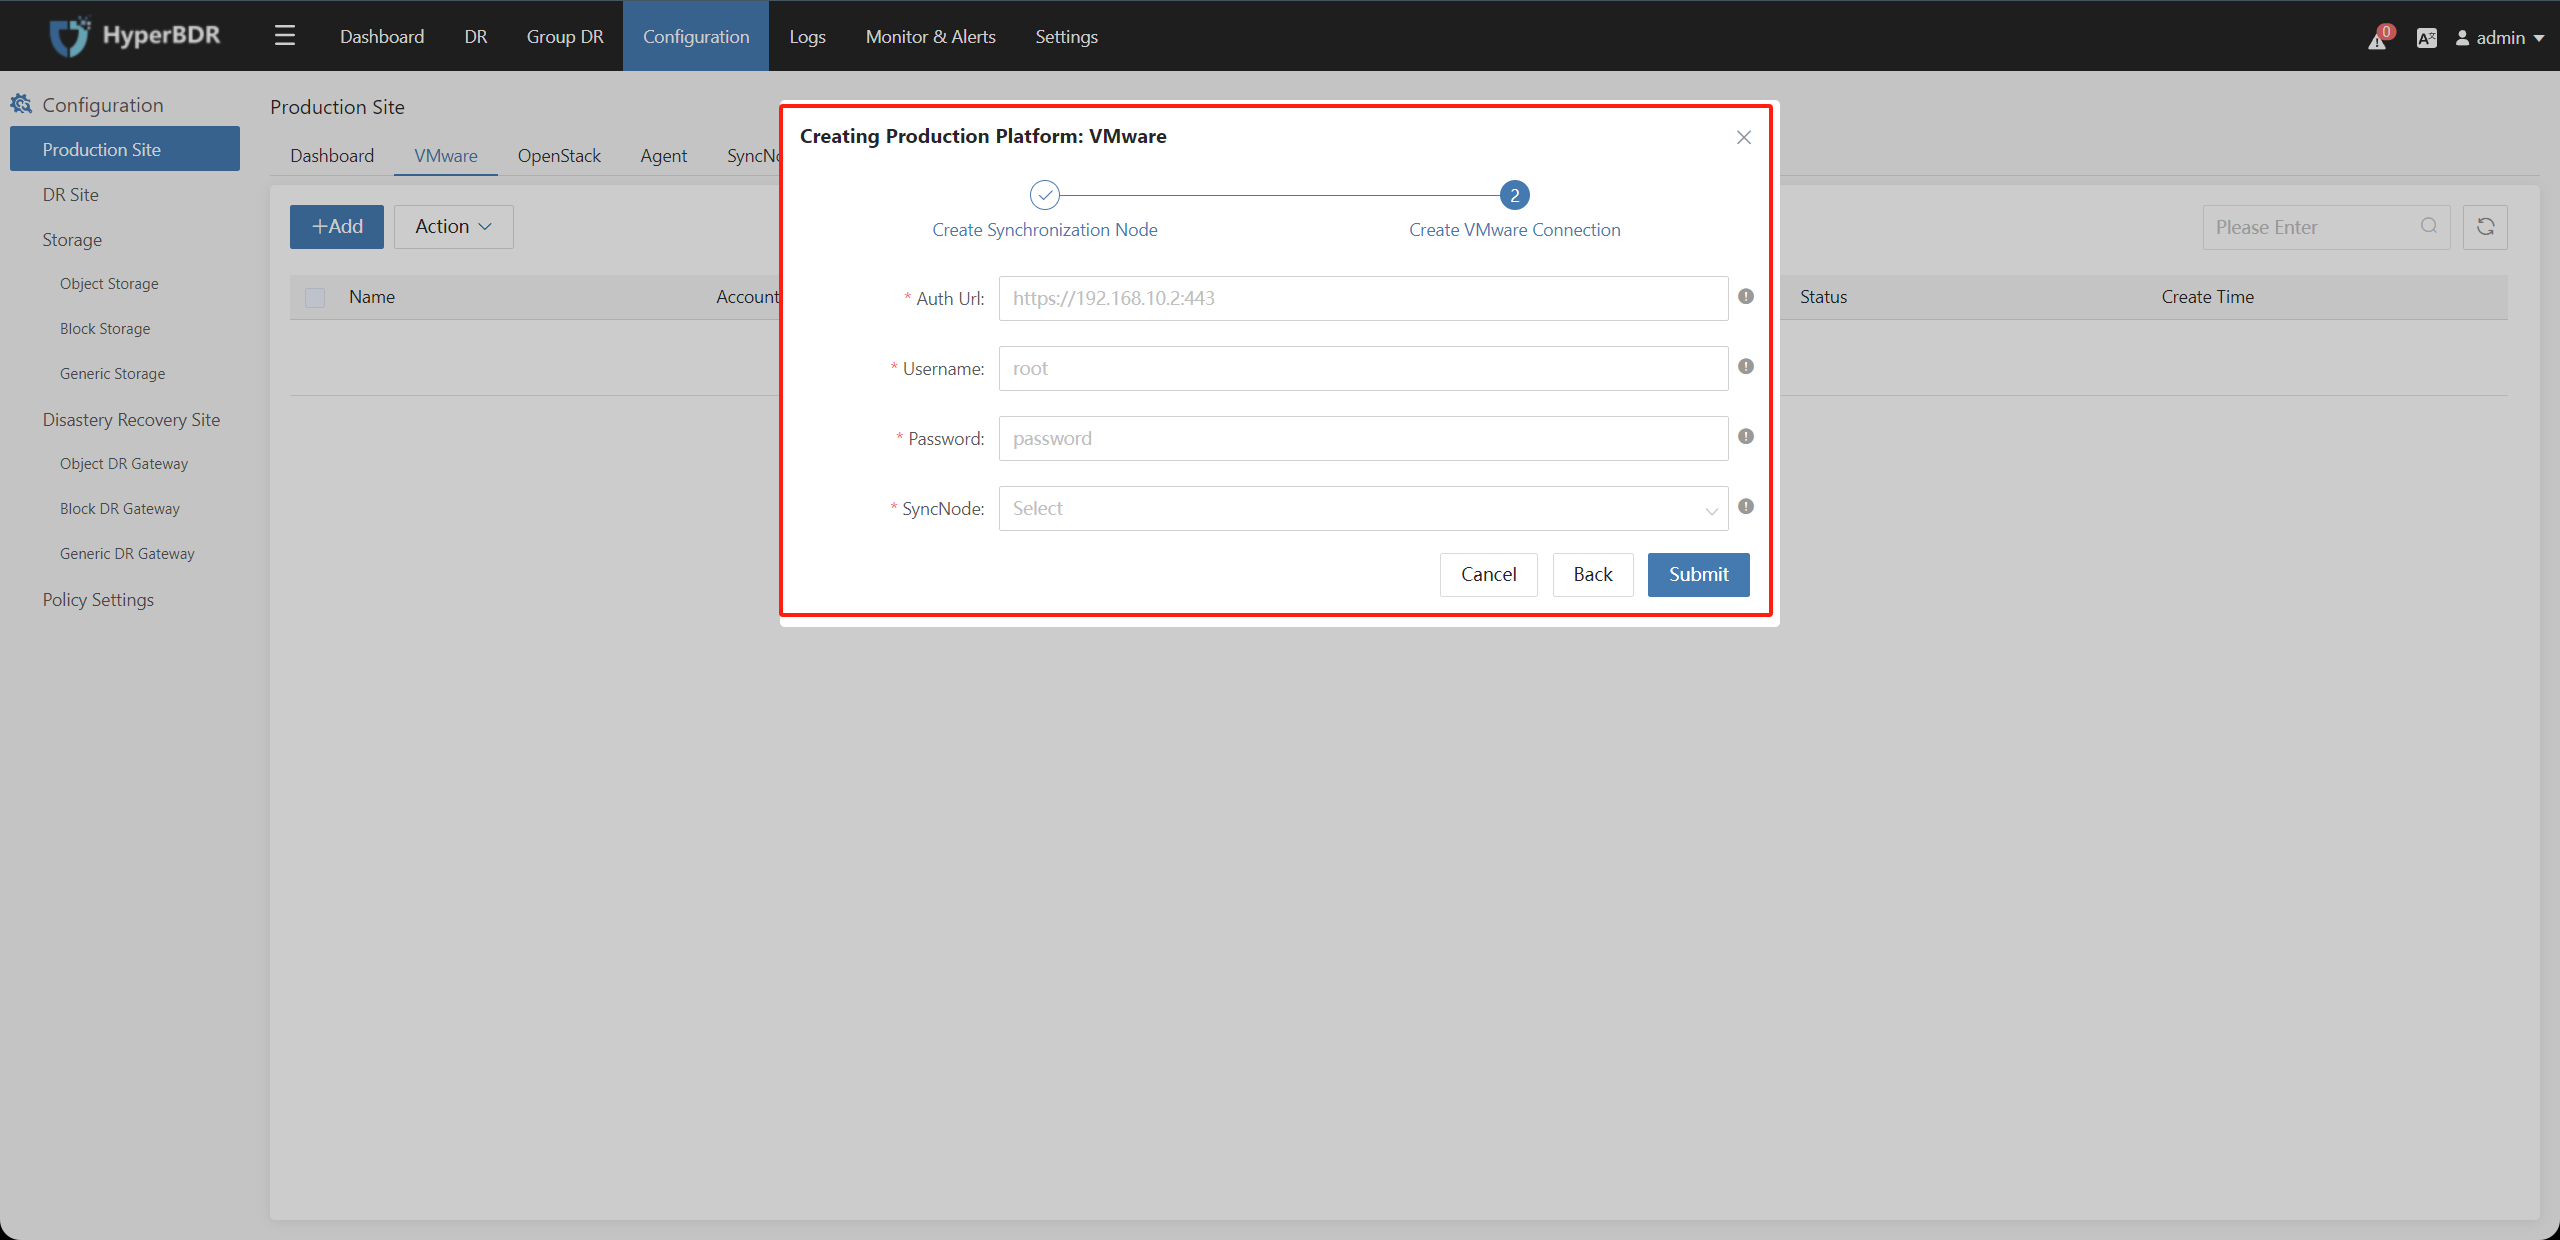 HyperBDR
Dashboard DR Group DR Configuration Logs Monitor & Alerts Settings
0 admin
Configuration
Production Site
DR Site
Storage
Object Storage
Block Storage
Generic Storage
Disastery Recovery Site
Object DR Gateway
Block DR Gateway
Generic DR Gateway
Policy Settings
Production Site
Dashboard VMware OpenStack Agent
+Add Action
Please Enter
Name Account Status Create Time
Creating Production Platform: VMware
2
Create Synchronization Node Create VMware Connection
* Auth Url: https://192.168.10.2:443
* Username: root
* Password: password
* SyncNode: Select
Cancel Back Submit